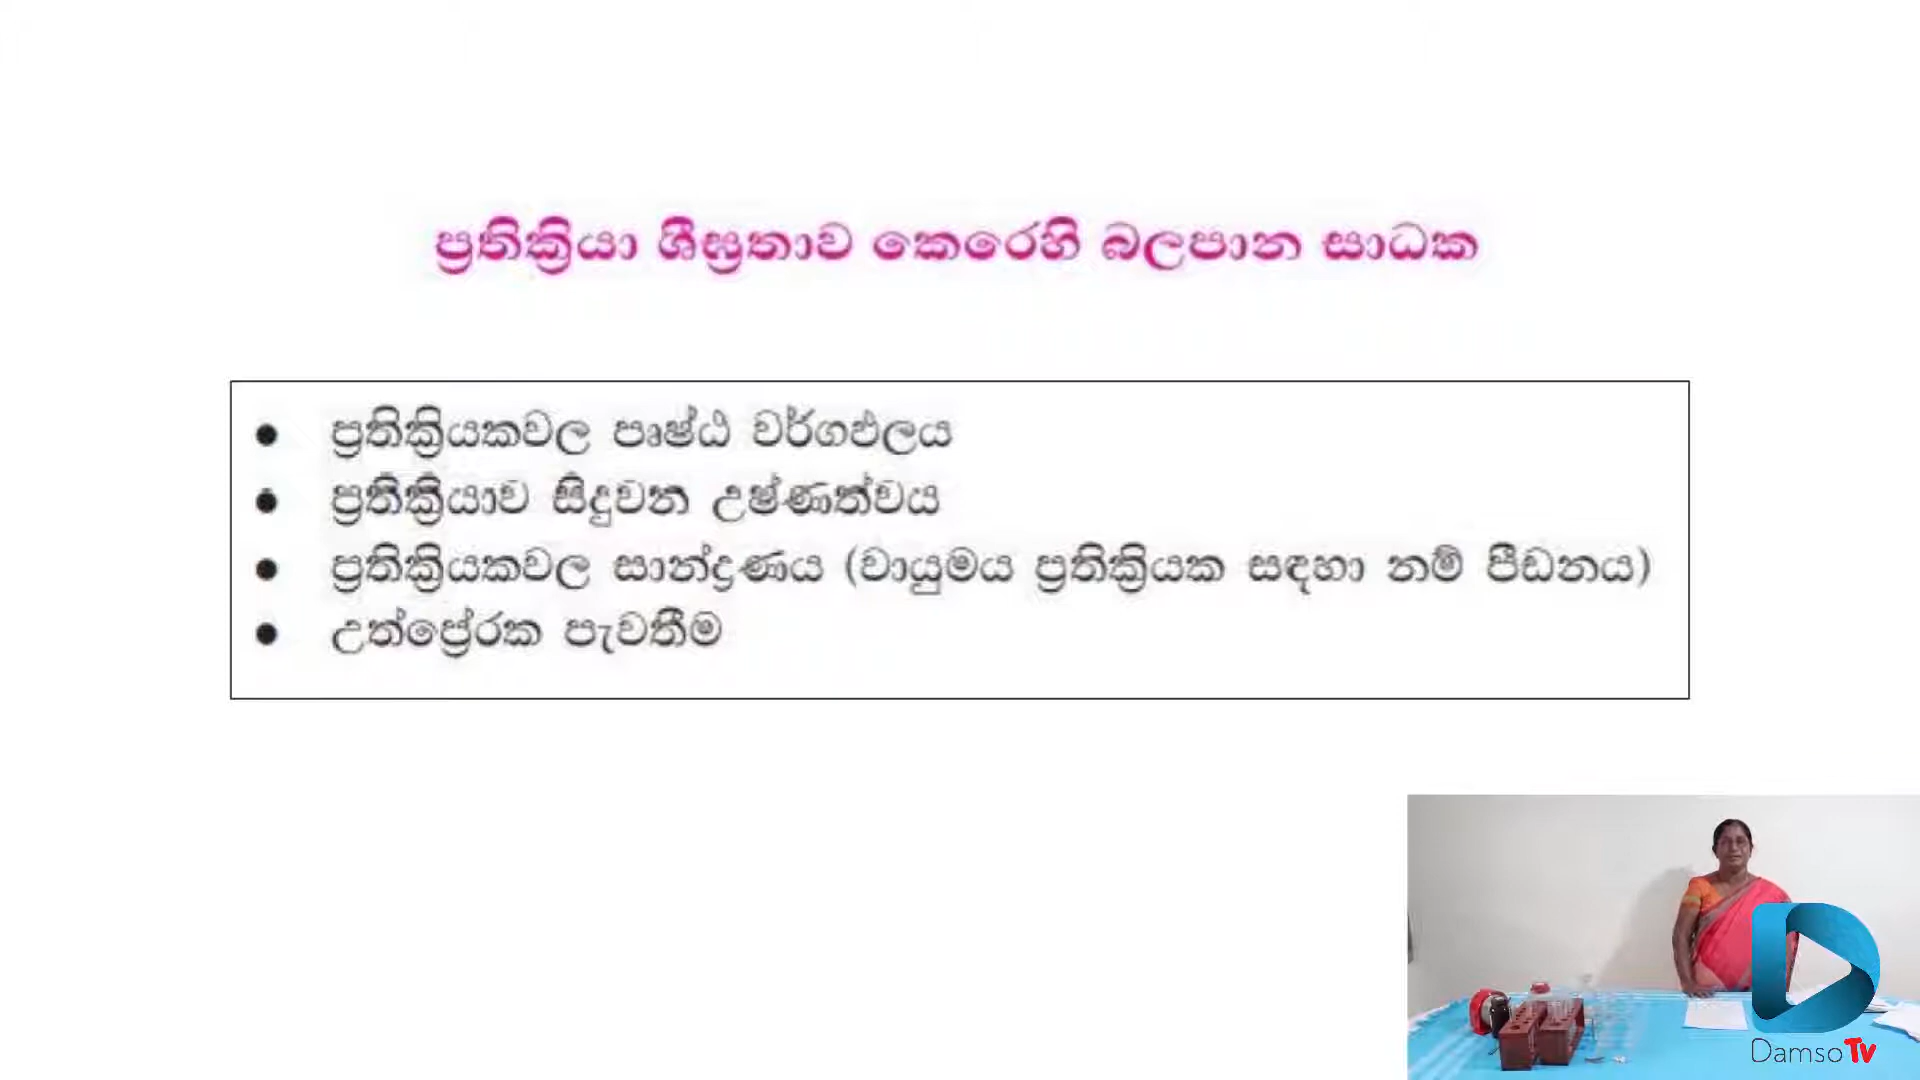 ප්‍රතික්‍රියා ශීඝ්‍රතාව කෙරෙහි බලපාන සාධක
● ප්‍රතික්‍රියකවල පෘෂ්ඨ වර්ගඵලය
● ප්‍රතික්‍රියාව සිදුවන උෂ්ණත්වය
● ප්‍රතික්‍රියකවල සාන්ද්‍රණය (වායුමය ප්‍රතික්‍රියක සඳහා නම් පීඩනය)
● උත්ප්‍රේරක පැවතීම
DamsoTv